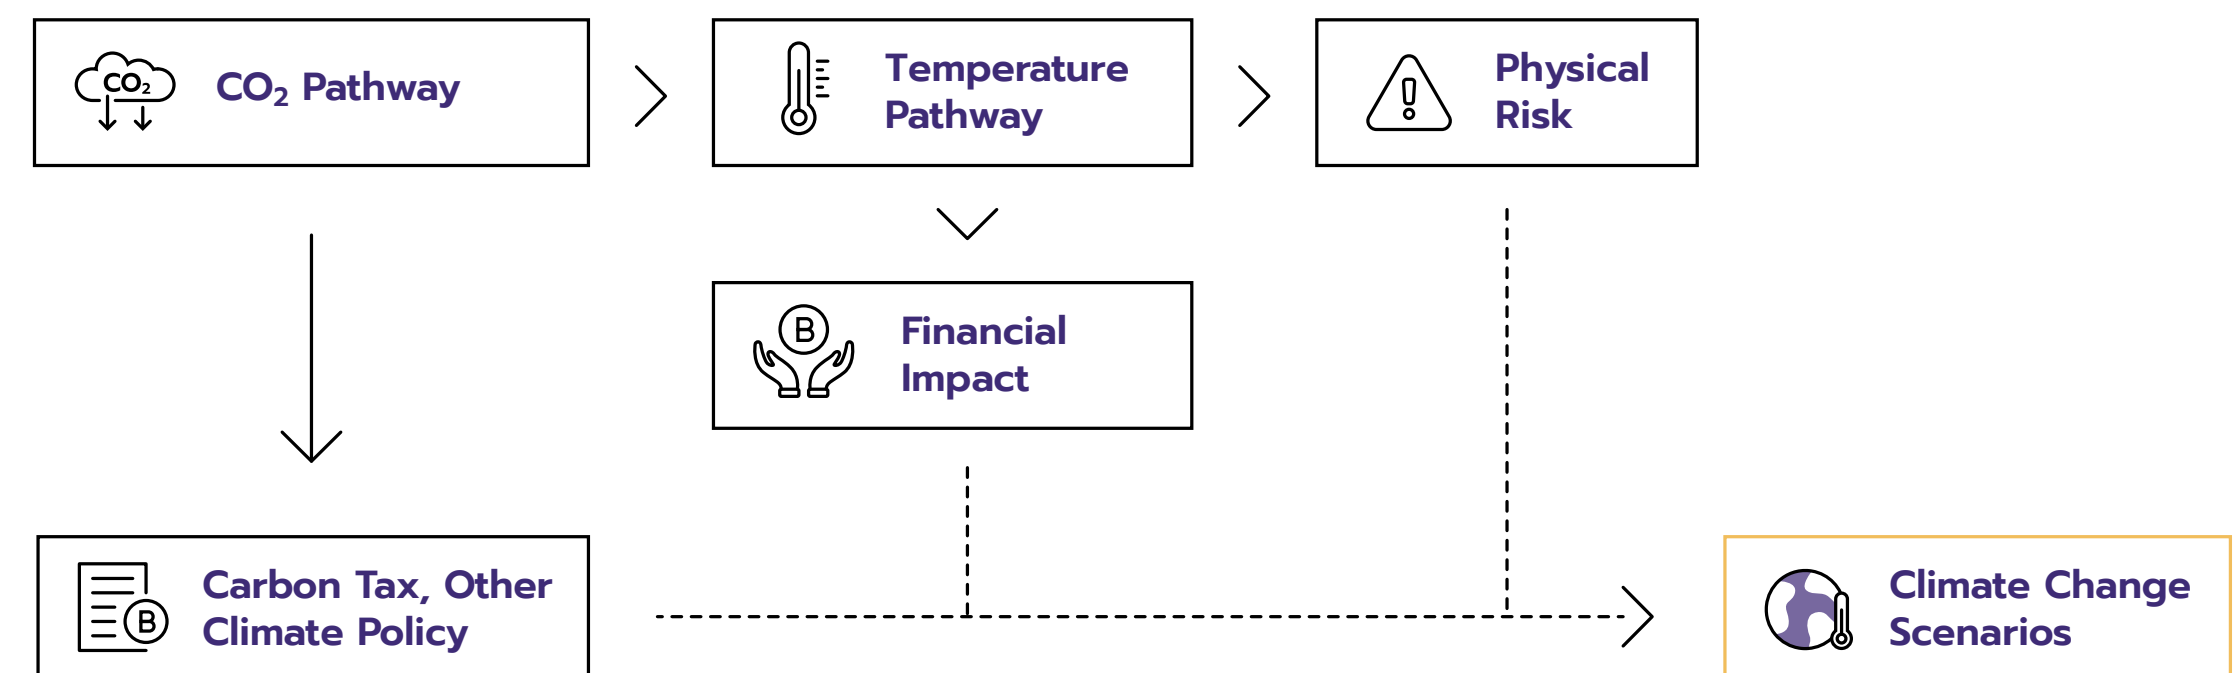 CO₂
CO₂ Pathway
Temperature
Pathway
Physical
Risk
B
Financial
Impact
B
Carbon Tax, Other
Climate Policy
Climate Change
Scenarios